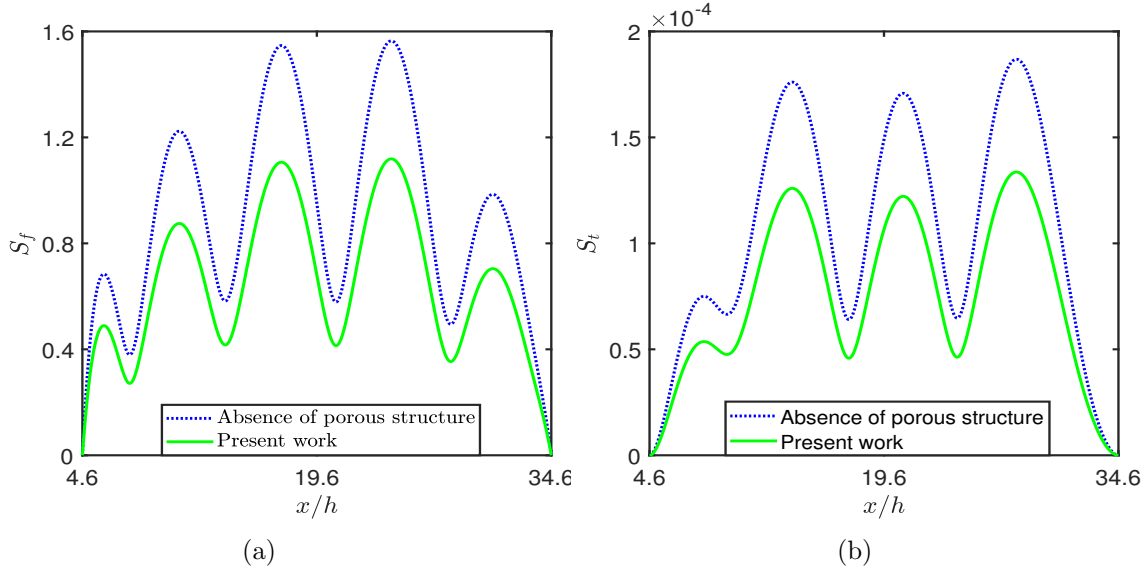 1.6
1.2
0.8
0.4
0
S_f
4.6
19.6
34.6
x/h
Absence of porous structure
Present work
(a)
×10^-4
2
1.5
1
0.5
0
S_t
4.6
19.6
34.6
x/h
Absence of porous structure
Present work
(b)